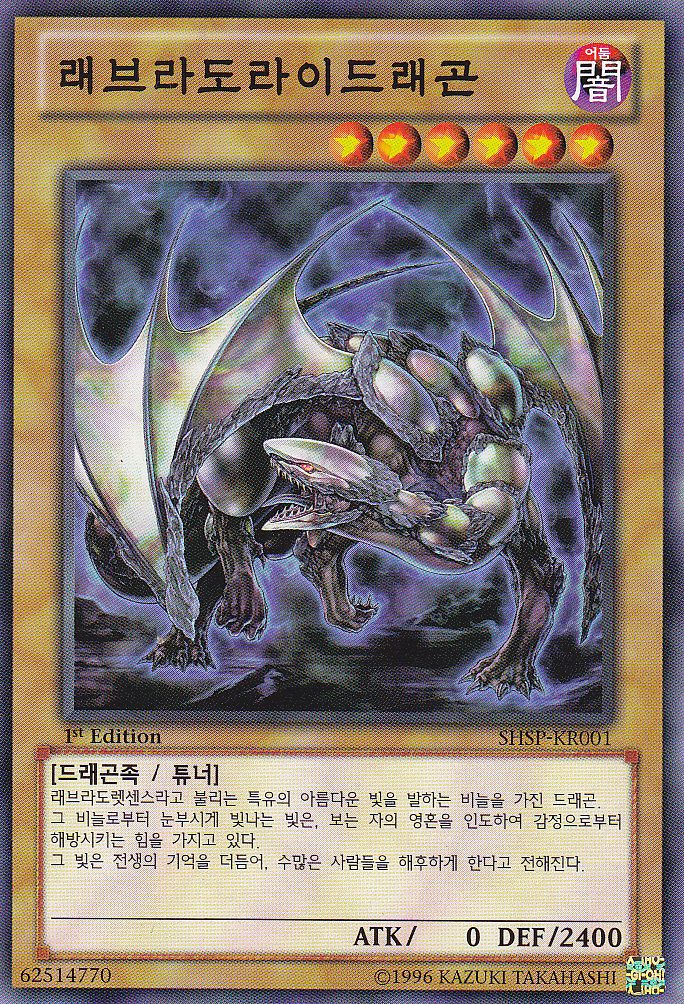 래브라도라이드래곤
어둠
闇
1st Edition
SHSP-KR001
[드래곤족 / 튜너]
래브라도렛센스라고 불리는 특유의 아름다운 빛을 발하는 비늘을 가진 드래곤.
그 비늘로부터 눈부시게 빛나는 빛은, 보는 자의 영혼을 인도하여 감정으로부터
해방시키는 힘을 가지고 있다.
그 빛은 전생의 기억을 더듬어, 수많은 사람들을 해후하게 한다고 전해진다.
ATK/ 0 DEF/2400
62514770
©1996 KAZUKI TAKAHASHI